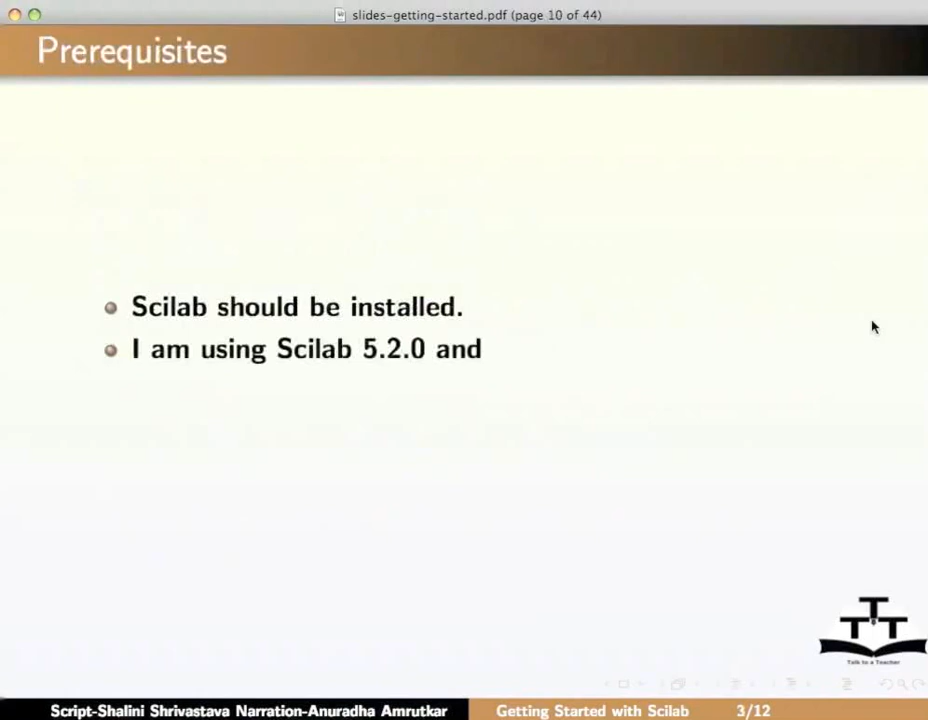 slides-getting-started.pdf (page 10 of 44)
Prerequisites
Scilab should be installed.
I am using Scilab 5.2.0 and
T
T T
Talk to a Teacher
Script-Shalini Shrivastava Narration-Anuradha Amrutkar Getting Started with Scilab 3/12